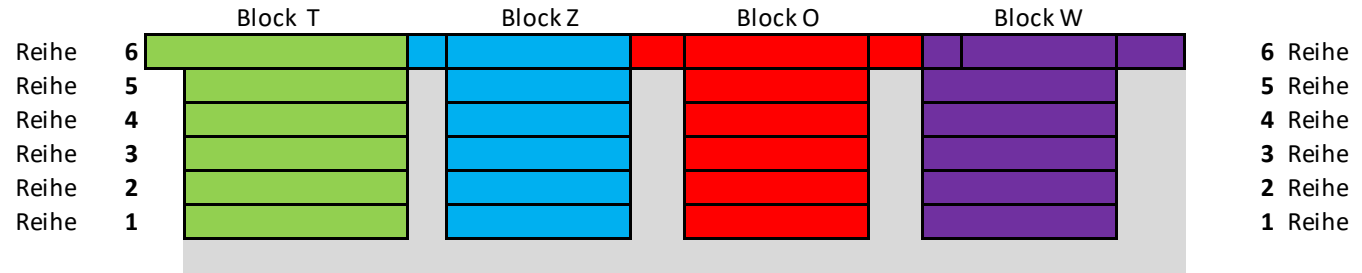 Block T Block Z Block O Block W
Reihe 6 6 Reihe
Reihe 5 5 Reihe
Reihe 4 4 Reihe
Reihe 3 3 Reihe
Reihe 2 2 Reihe
Reihe 1 1 Reihe